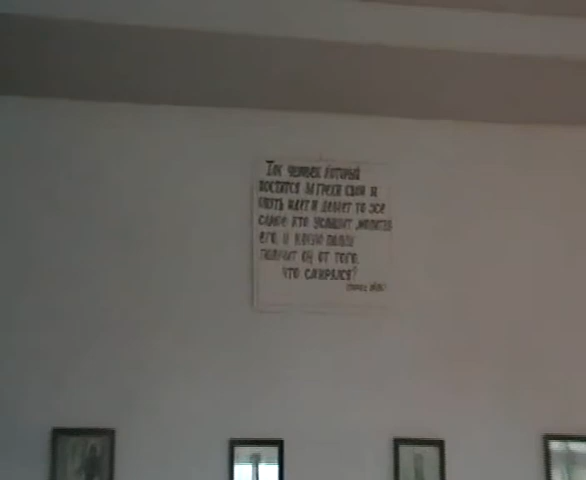 Так человек который
постится за грехи свои и
опять идет и делает то же
самое кто услышит молитву
его. и какую пользу
получит он от того,
что смирялся?